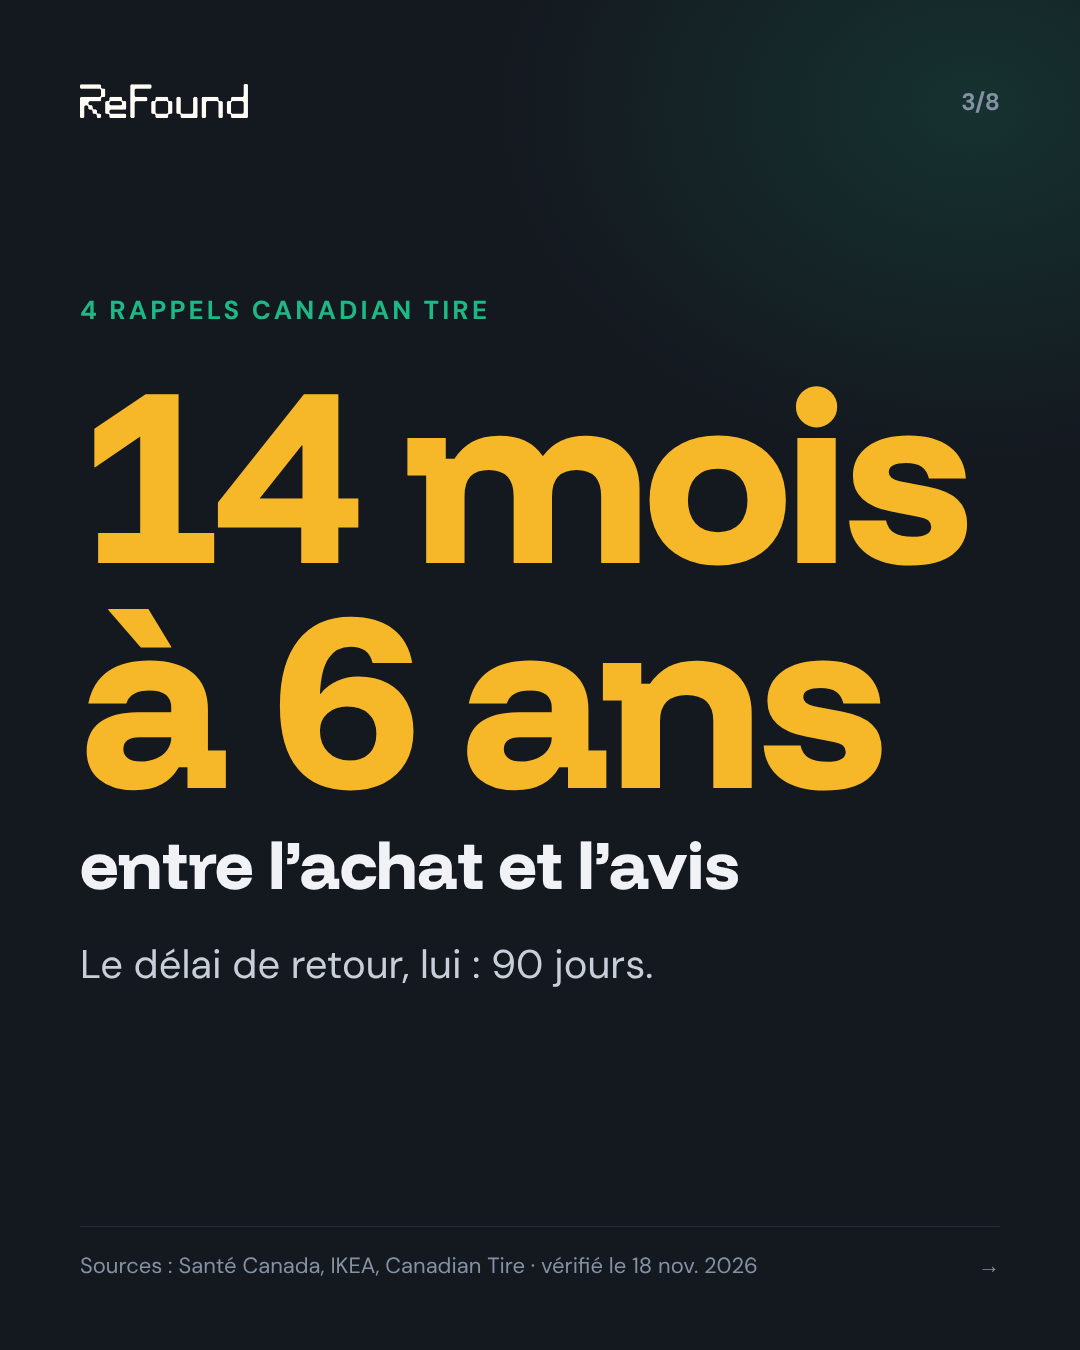 ReFound
3/8
4 RAPPELS CANADIAN TIRE
14 mois
à 6 ans
entre l’achat et l’avis
Le délai de retour, lui : 90 jours.
Sources : Santé Canada, IKEA, Canadian Tire · vérifié le 18 nov. 2026 →